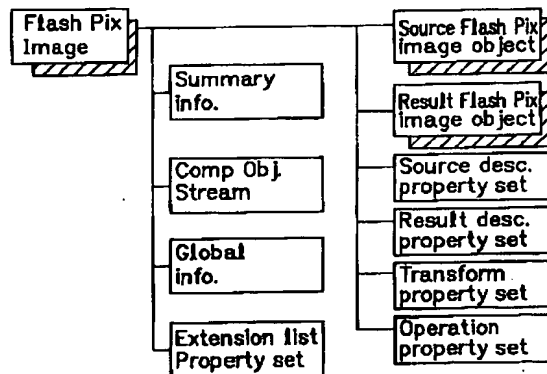 Flash Pix
Image
Summary
info.
Comp Obj.
Stream
Global
info.
Extension list
Property set
Source Flash Pix
image object
Result Flash Pix
image object
Source desc.
property set
Result desc.
property set
Transform
property set
Operation
property set